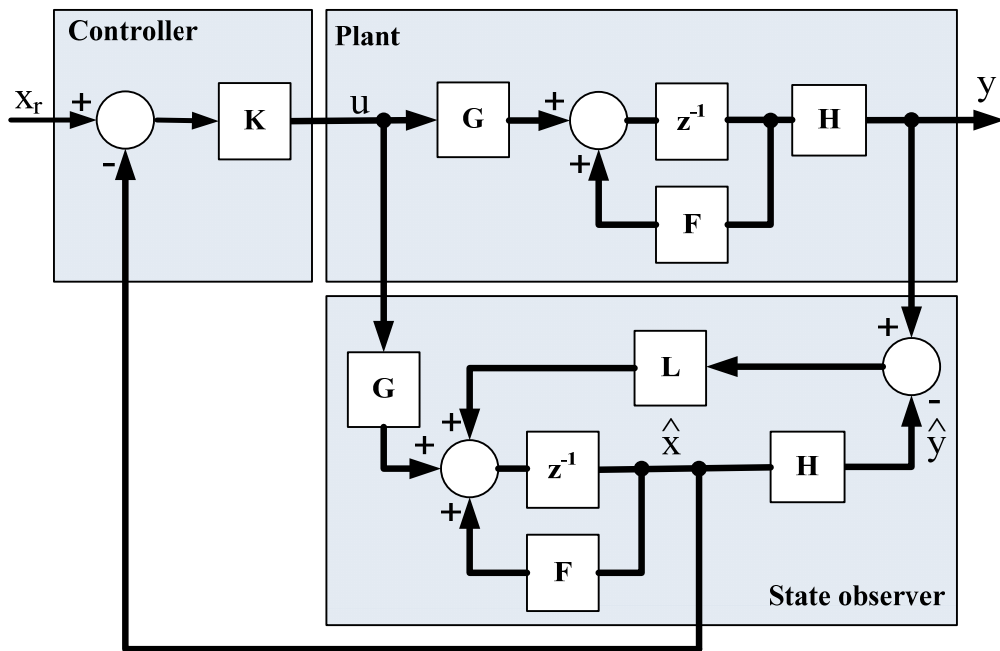 Controller
Plant
xᵣ
+
-
K
u
G
+
+
z⁻¹
H
F
y
+
-
L
G
+
+
+
z⁻¹
x̂
H
ŷ
F
State observer